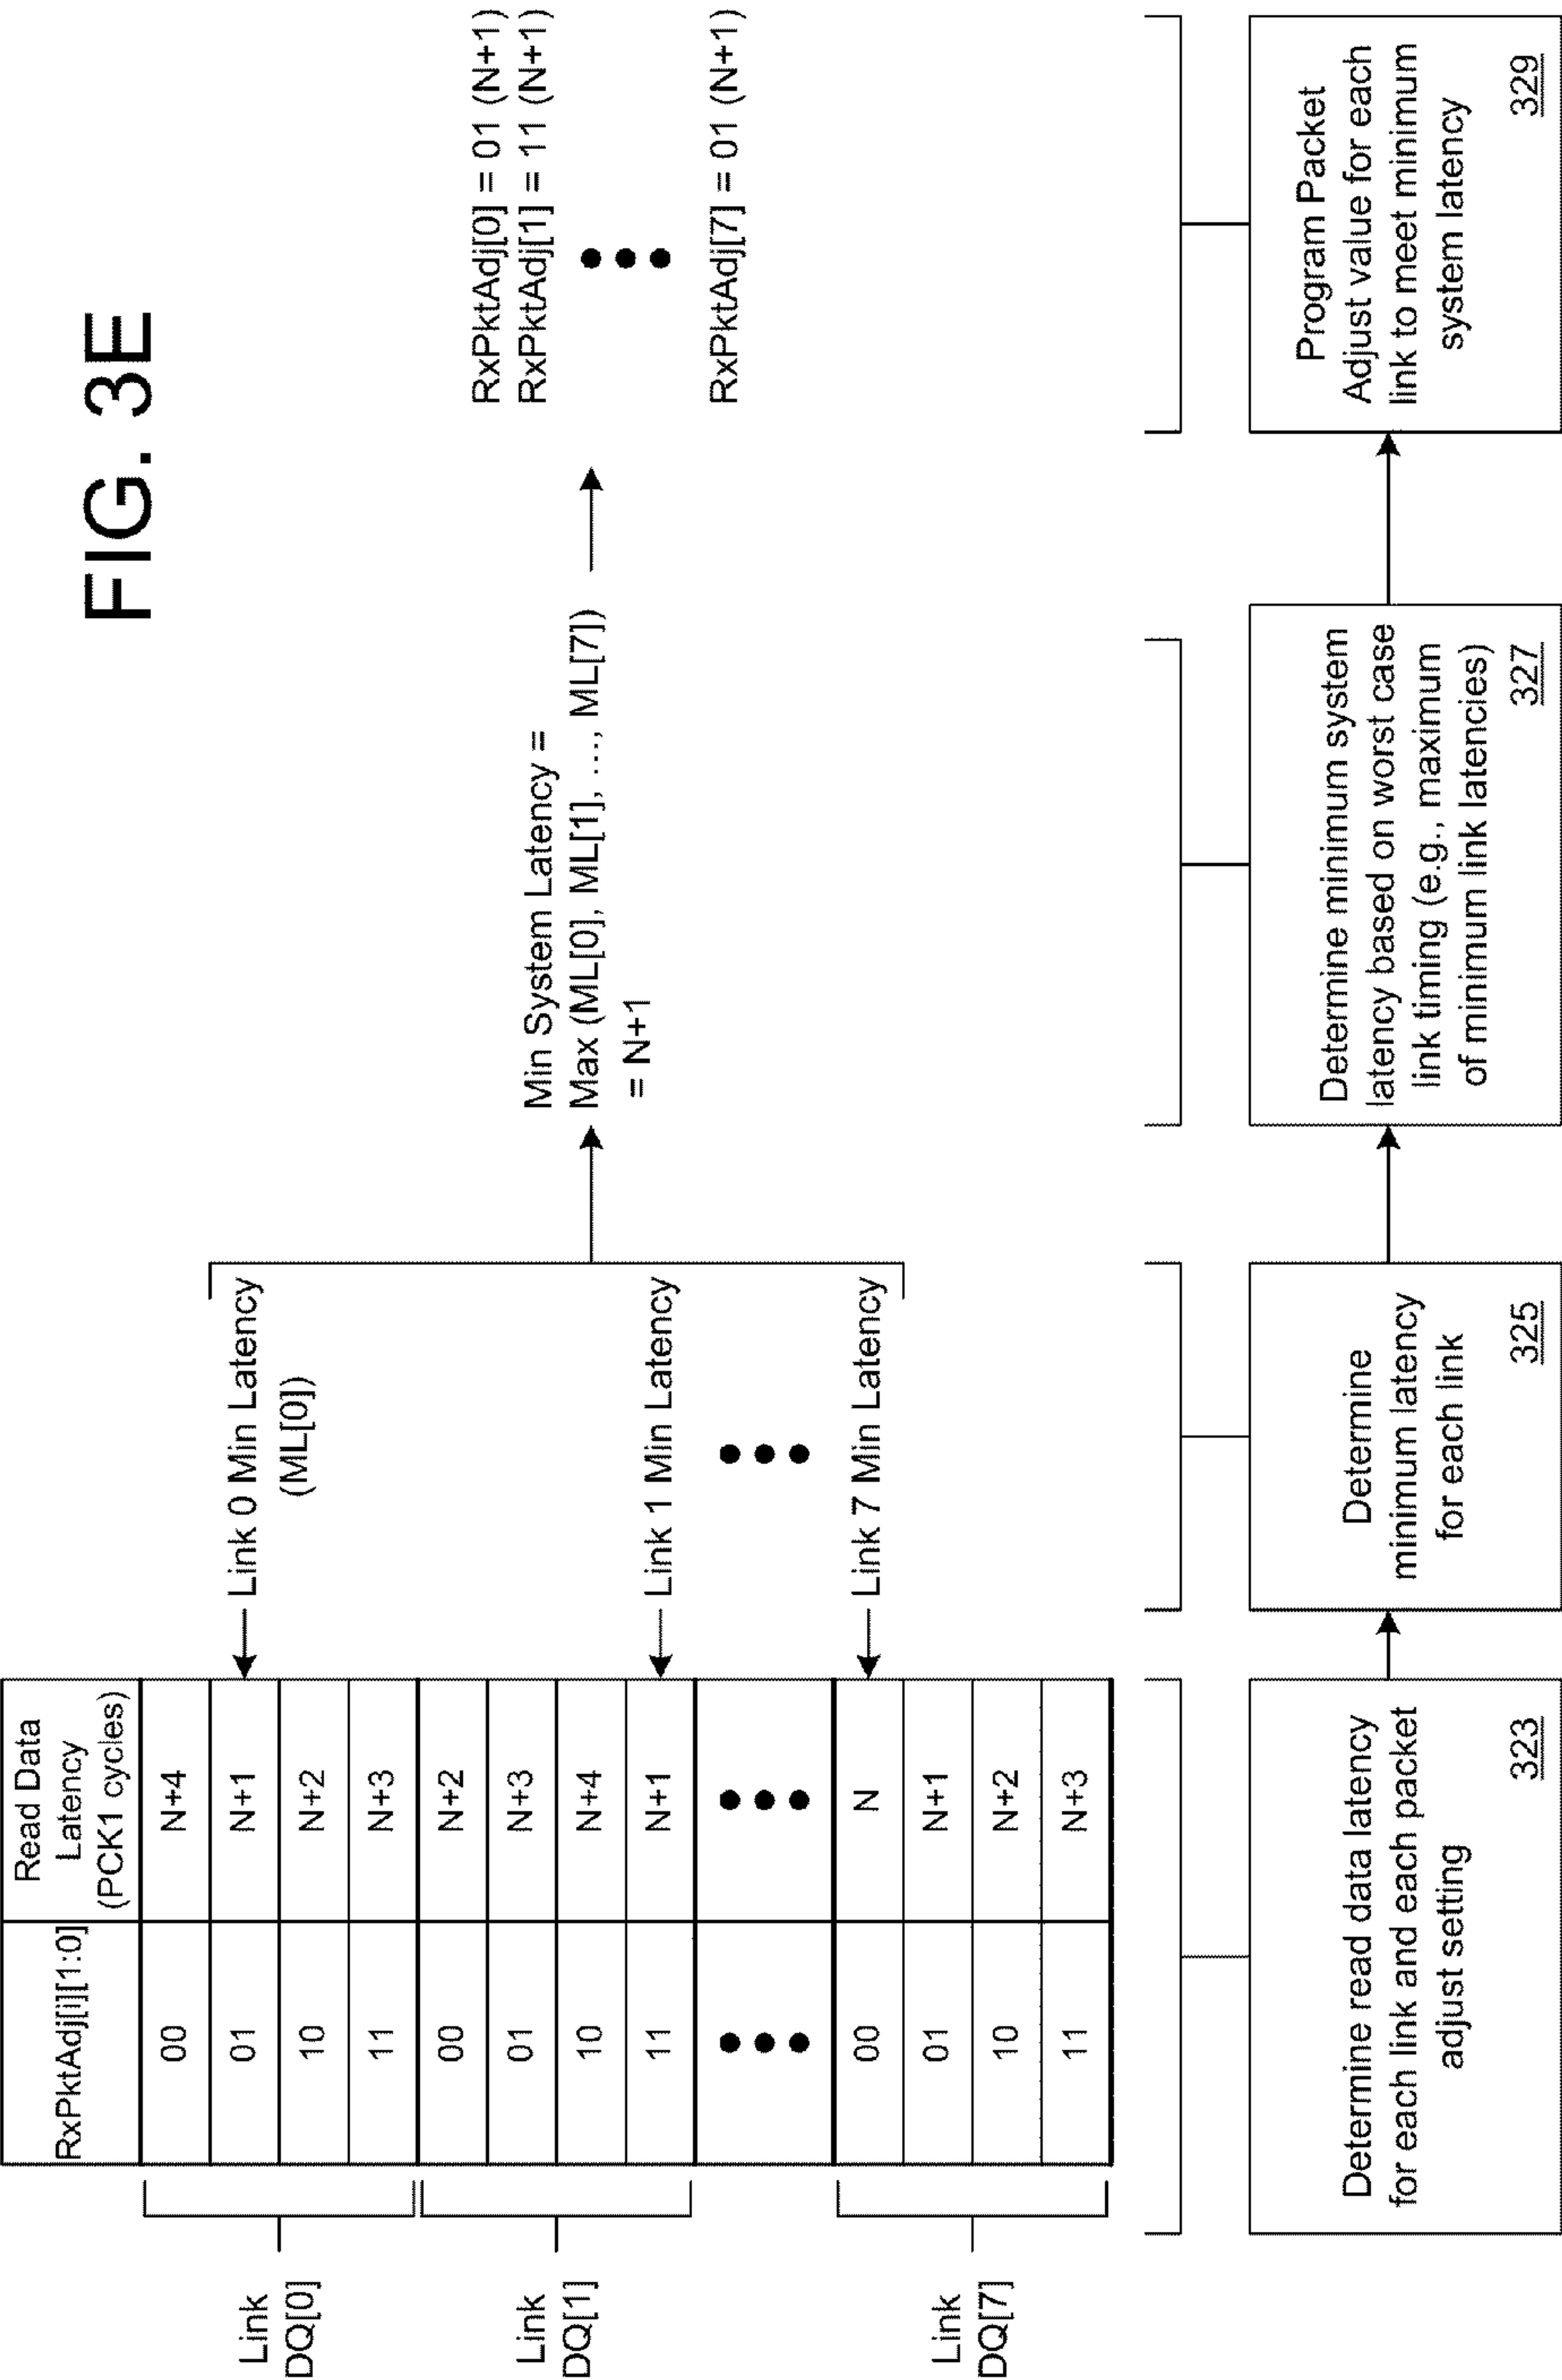 FIG. 3E
RxPktAdj[i][1:0]
Read Data
Latency
(PCK1 cycles)
Link
DQ[0]
00 N+4
01 N+1
10 N+2
11 N+3
Link
DQ[1]
00 N+2
01 N+3
10 N+4
11 N+1
Link
DQ[7]
00 N
01 N+1
10 N+2
11 N+3
Link 0 Min Latency
(ML[0])
Link 1 Min Latency
Link 7 Min Latency
Min System Latency =
Max (ML[0], ML[1], ..., ML[7])
= N+1
RxPktAdj[0] = 01 (N+1)
RxPktAdj[1] = 11 (N+1)
RxPktAdj[7] = 01 (N+1)
Determine read data latency
for each link and each packet
adjust setting
323
Determine
minimum latency
for each link
325
Determine minimum system
latency based on worst case
link timing (e.g., maximum
of minimum link latencies)
327
Program Packet
Adjust value for each
link to meet minimum
system latency
329